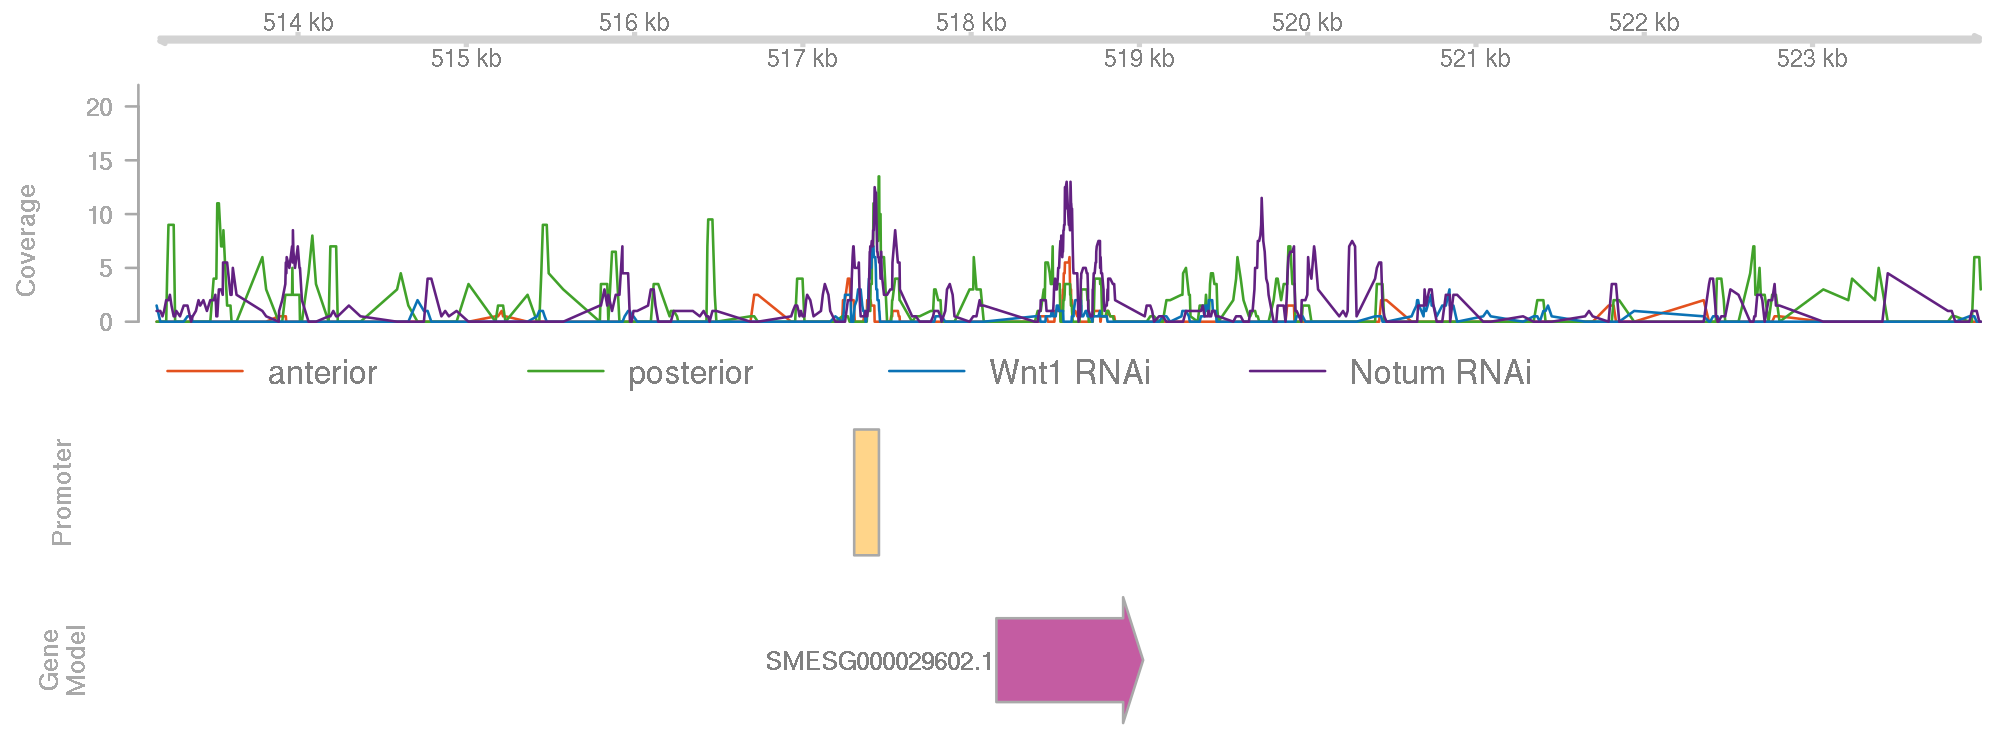 514 kb 516 kb 518 kb 520 kb 522 kb
515 kb 517 kb 519 kb 521 kb 523 kb
Coverage
20
15
10
5
0
anterior posterior Wnt1 RNAi Notum RNAi
Promoter
Gene
Model
SMESG000029602.1